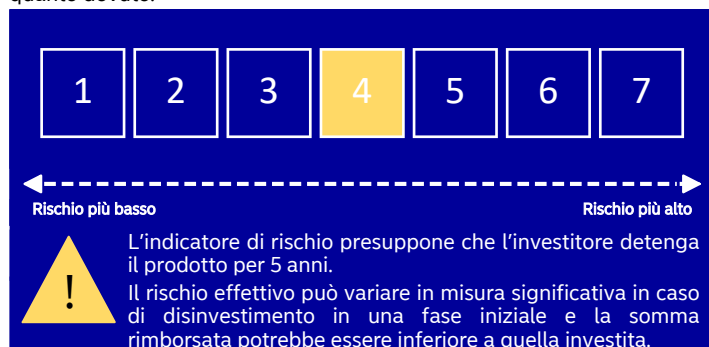 quanto dovuto.
1 2 3 4 5 6 7
Rischio più basso Rischio più alto
L'indicatore di rischio presuppone che l'investitore detenga
il prodotto per 5 anni.
!
Il rischio effettivo può variare in misura significativa in caso
di disinvestimento in una fase iniziale e la somma
rimborsata potrebbe essere inferiore a quella investita.